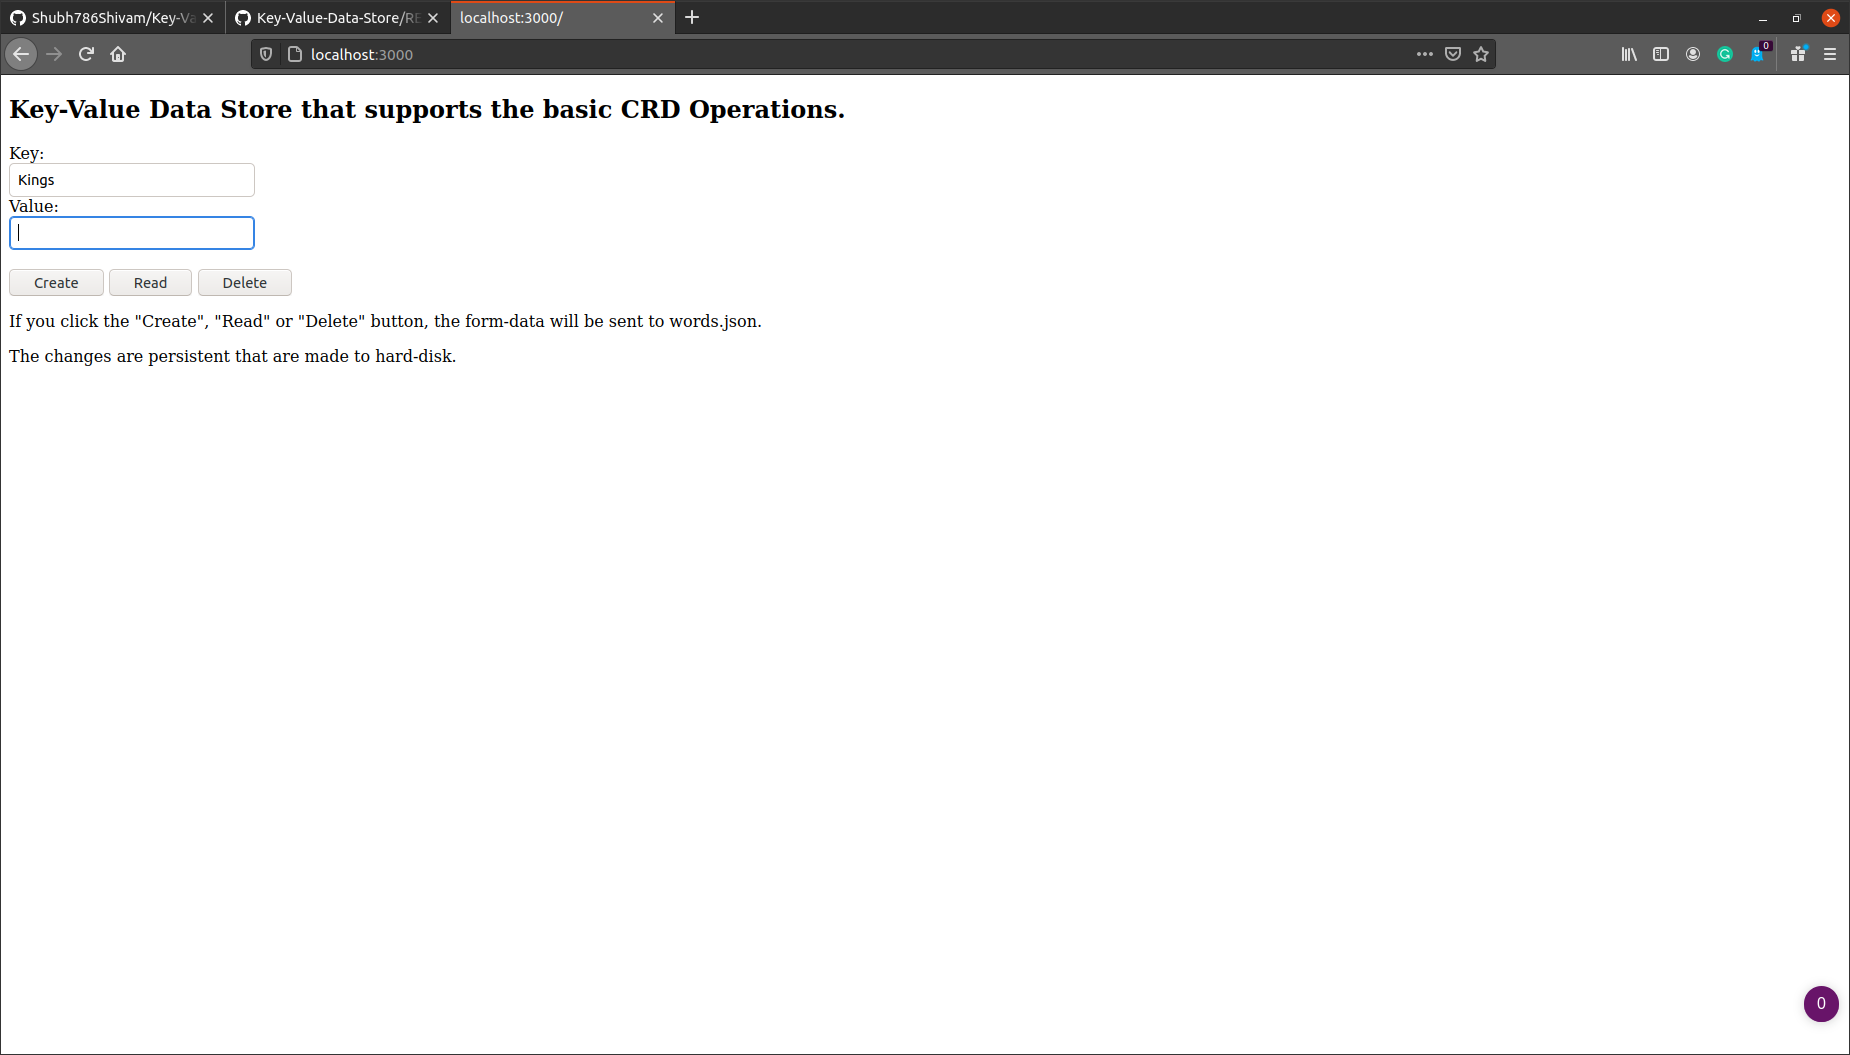 Shubh786Shivam/Key-Va
Key-Value-Data-Store/RE
localhost:3000/
localhost:3000
0
Key-Value Data Store that supports the basic CRD Operations.
Key:
Kings
Value:
Create Read Delete
If you click the "Create", "Read" or "Delete" button, the form-data will be sent to words.json.
The changes are persistent that are made to hard-disk.
0